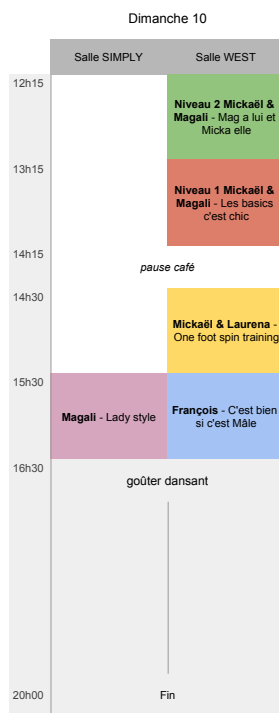 Dimanche 10
Salle SIMPLY
Salle WEST
12h15
Niveau 2 Mickaël &
Magali - Mag a lui et
Micka elle
13h15
Niveau 1 Mickaël &
Magali - Les basics
c'est chic
14h15
pause café
14h30
Mickaël & Laurena -
One foot spin training
15h30
Magali - Lady style
François - C'est bien
si c'est Mâle
16h30
goûter dansant
20h00
Fin